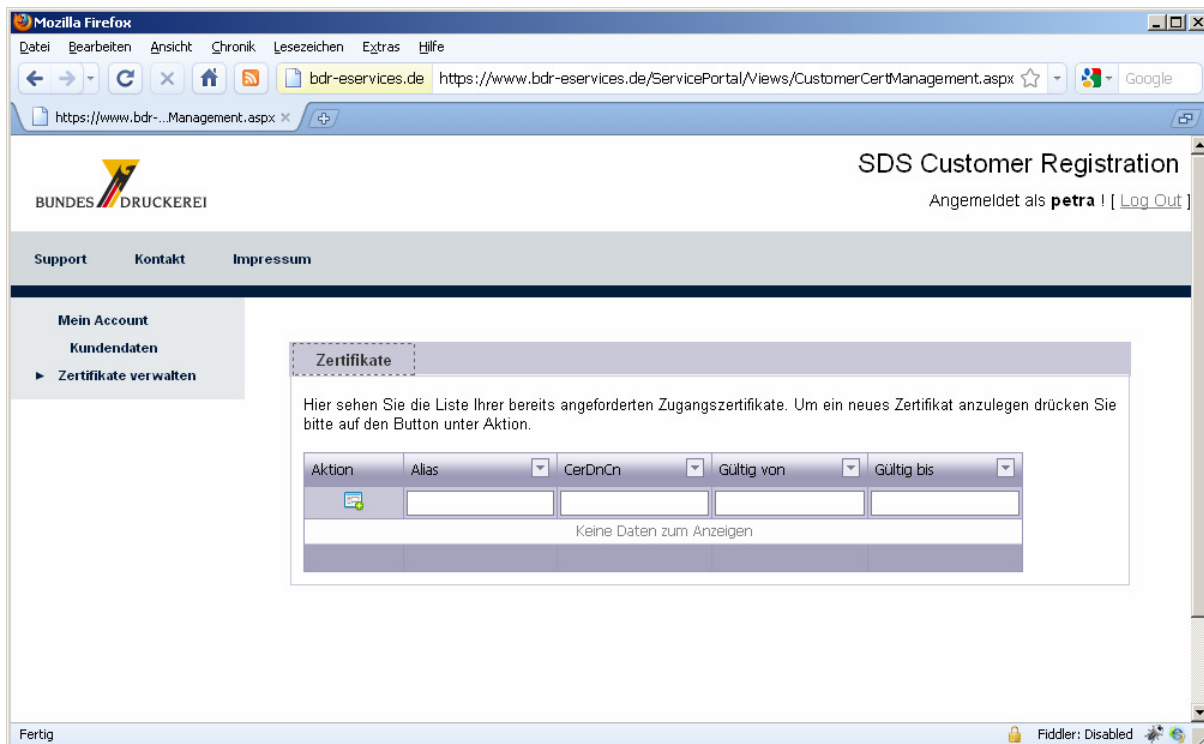 Mozilla Firefox
Datei Bearbeiten Ansicht Chronik Lesezeichen Extras Hilfe
bdr-eservices.de https://www.bdr-eservices.de/ServicePortal/Views/CustomerCertManagement.aspx Google
https://www.bdr-...Management.aspx
BUNDESDRUCKEREI
SDS Customer Registration
Angemeldet als petra ! [ Log Out ]
Support Kontakt Impressum
Mein Account
Kundendaten
Zertifikate verwalten
Zertifikate
Hier sehen Sie die Liste Ihrer bereits angeforderten Zugangszertifikate. Um ein neues Zertifikat anzulegen drücken Sie
bitte auf den Button unter Aktion.
Aktion Alias CerDnCn Gültig von Gültig bis
Keine Daten zum Anzeigen
Fertig Fiddler: Disabled